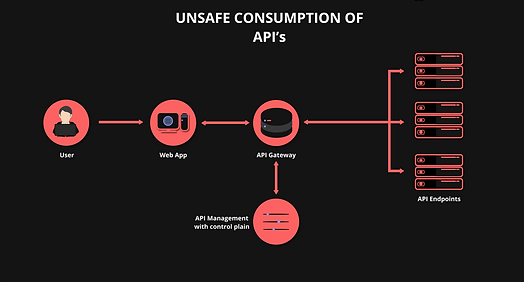 UNSAFE CONSUMPTION OF
API’s
User
Web App
API Gateway
API Management
with control plain
API Endpoints